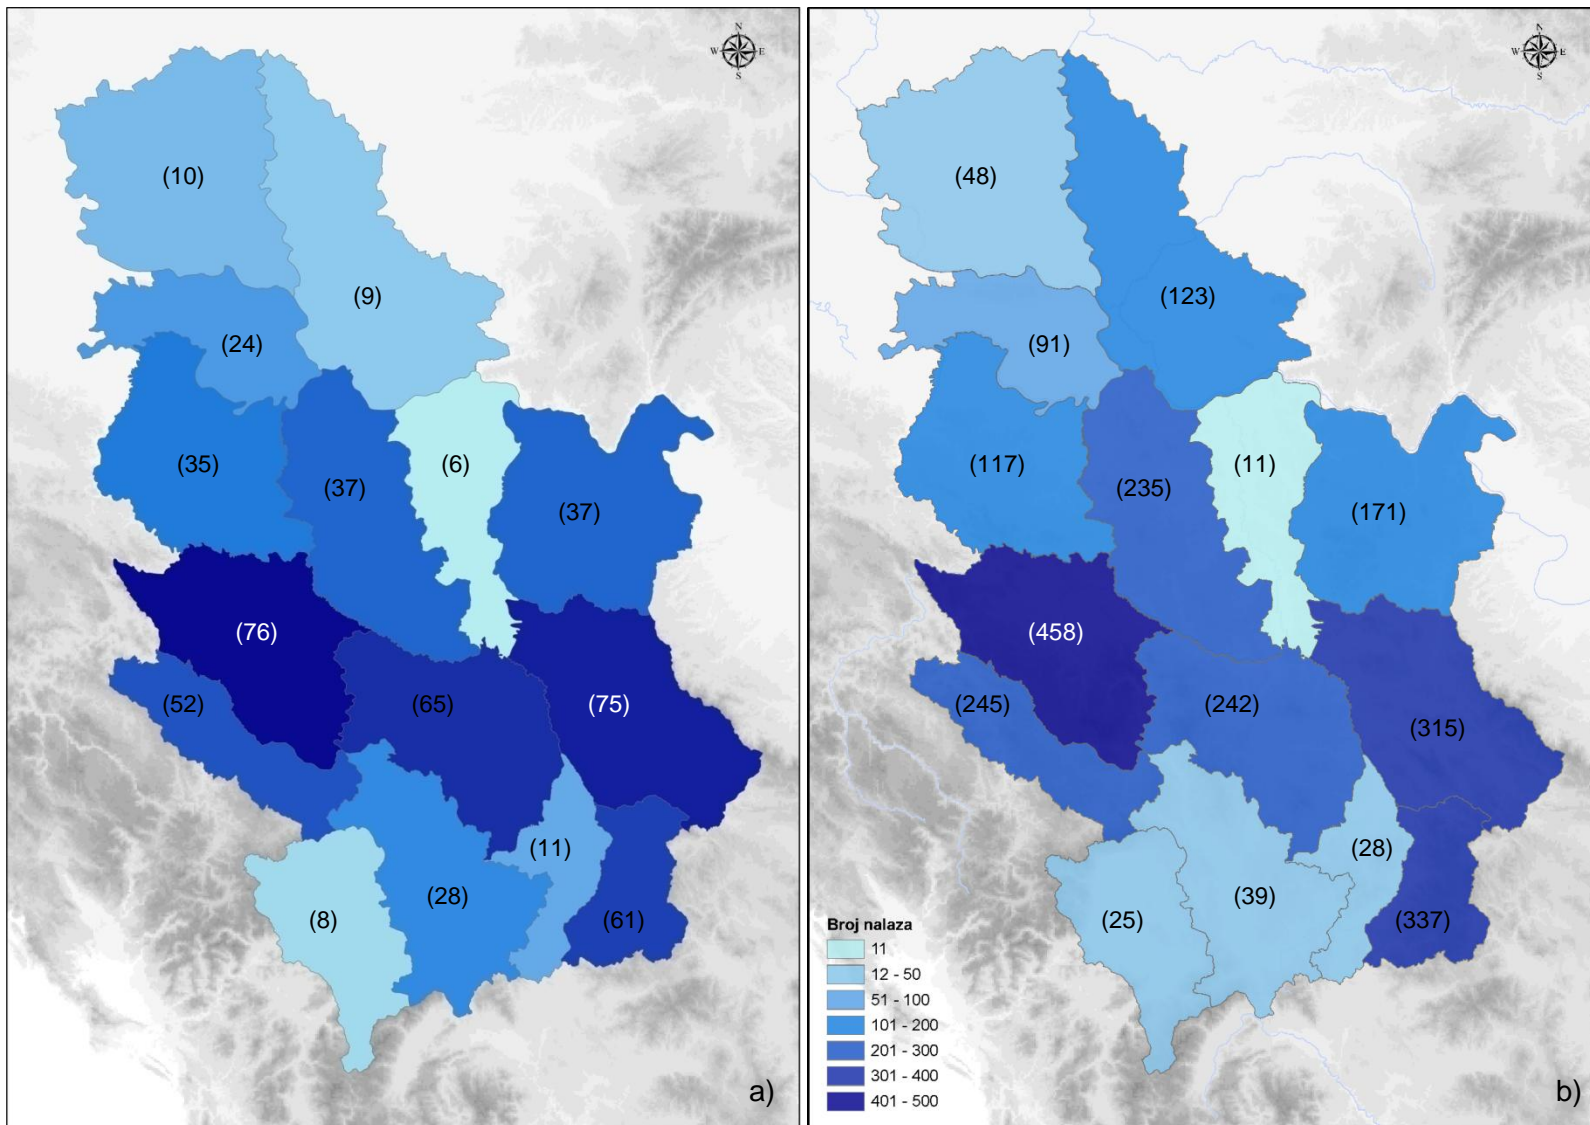 N
W E
S
(10)
(9)
(24)
(35)
(37)
(6)
(37)
(76)
(52)
(65)
(75)
(11)
(28)
(8)
(61)
a)
N
W E
S
(48)
(123)
(91)
(117)
(235)
(11)
(171)
(458)
(245)
(242)
(315)
(28)
(39)
(25)
(337)
Broj nalaza
11
12 - 50
51 - 100
101 - 200
201 - 300
301 - 400
401 - 500
b)